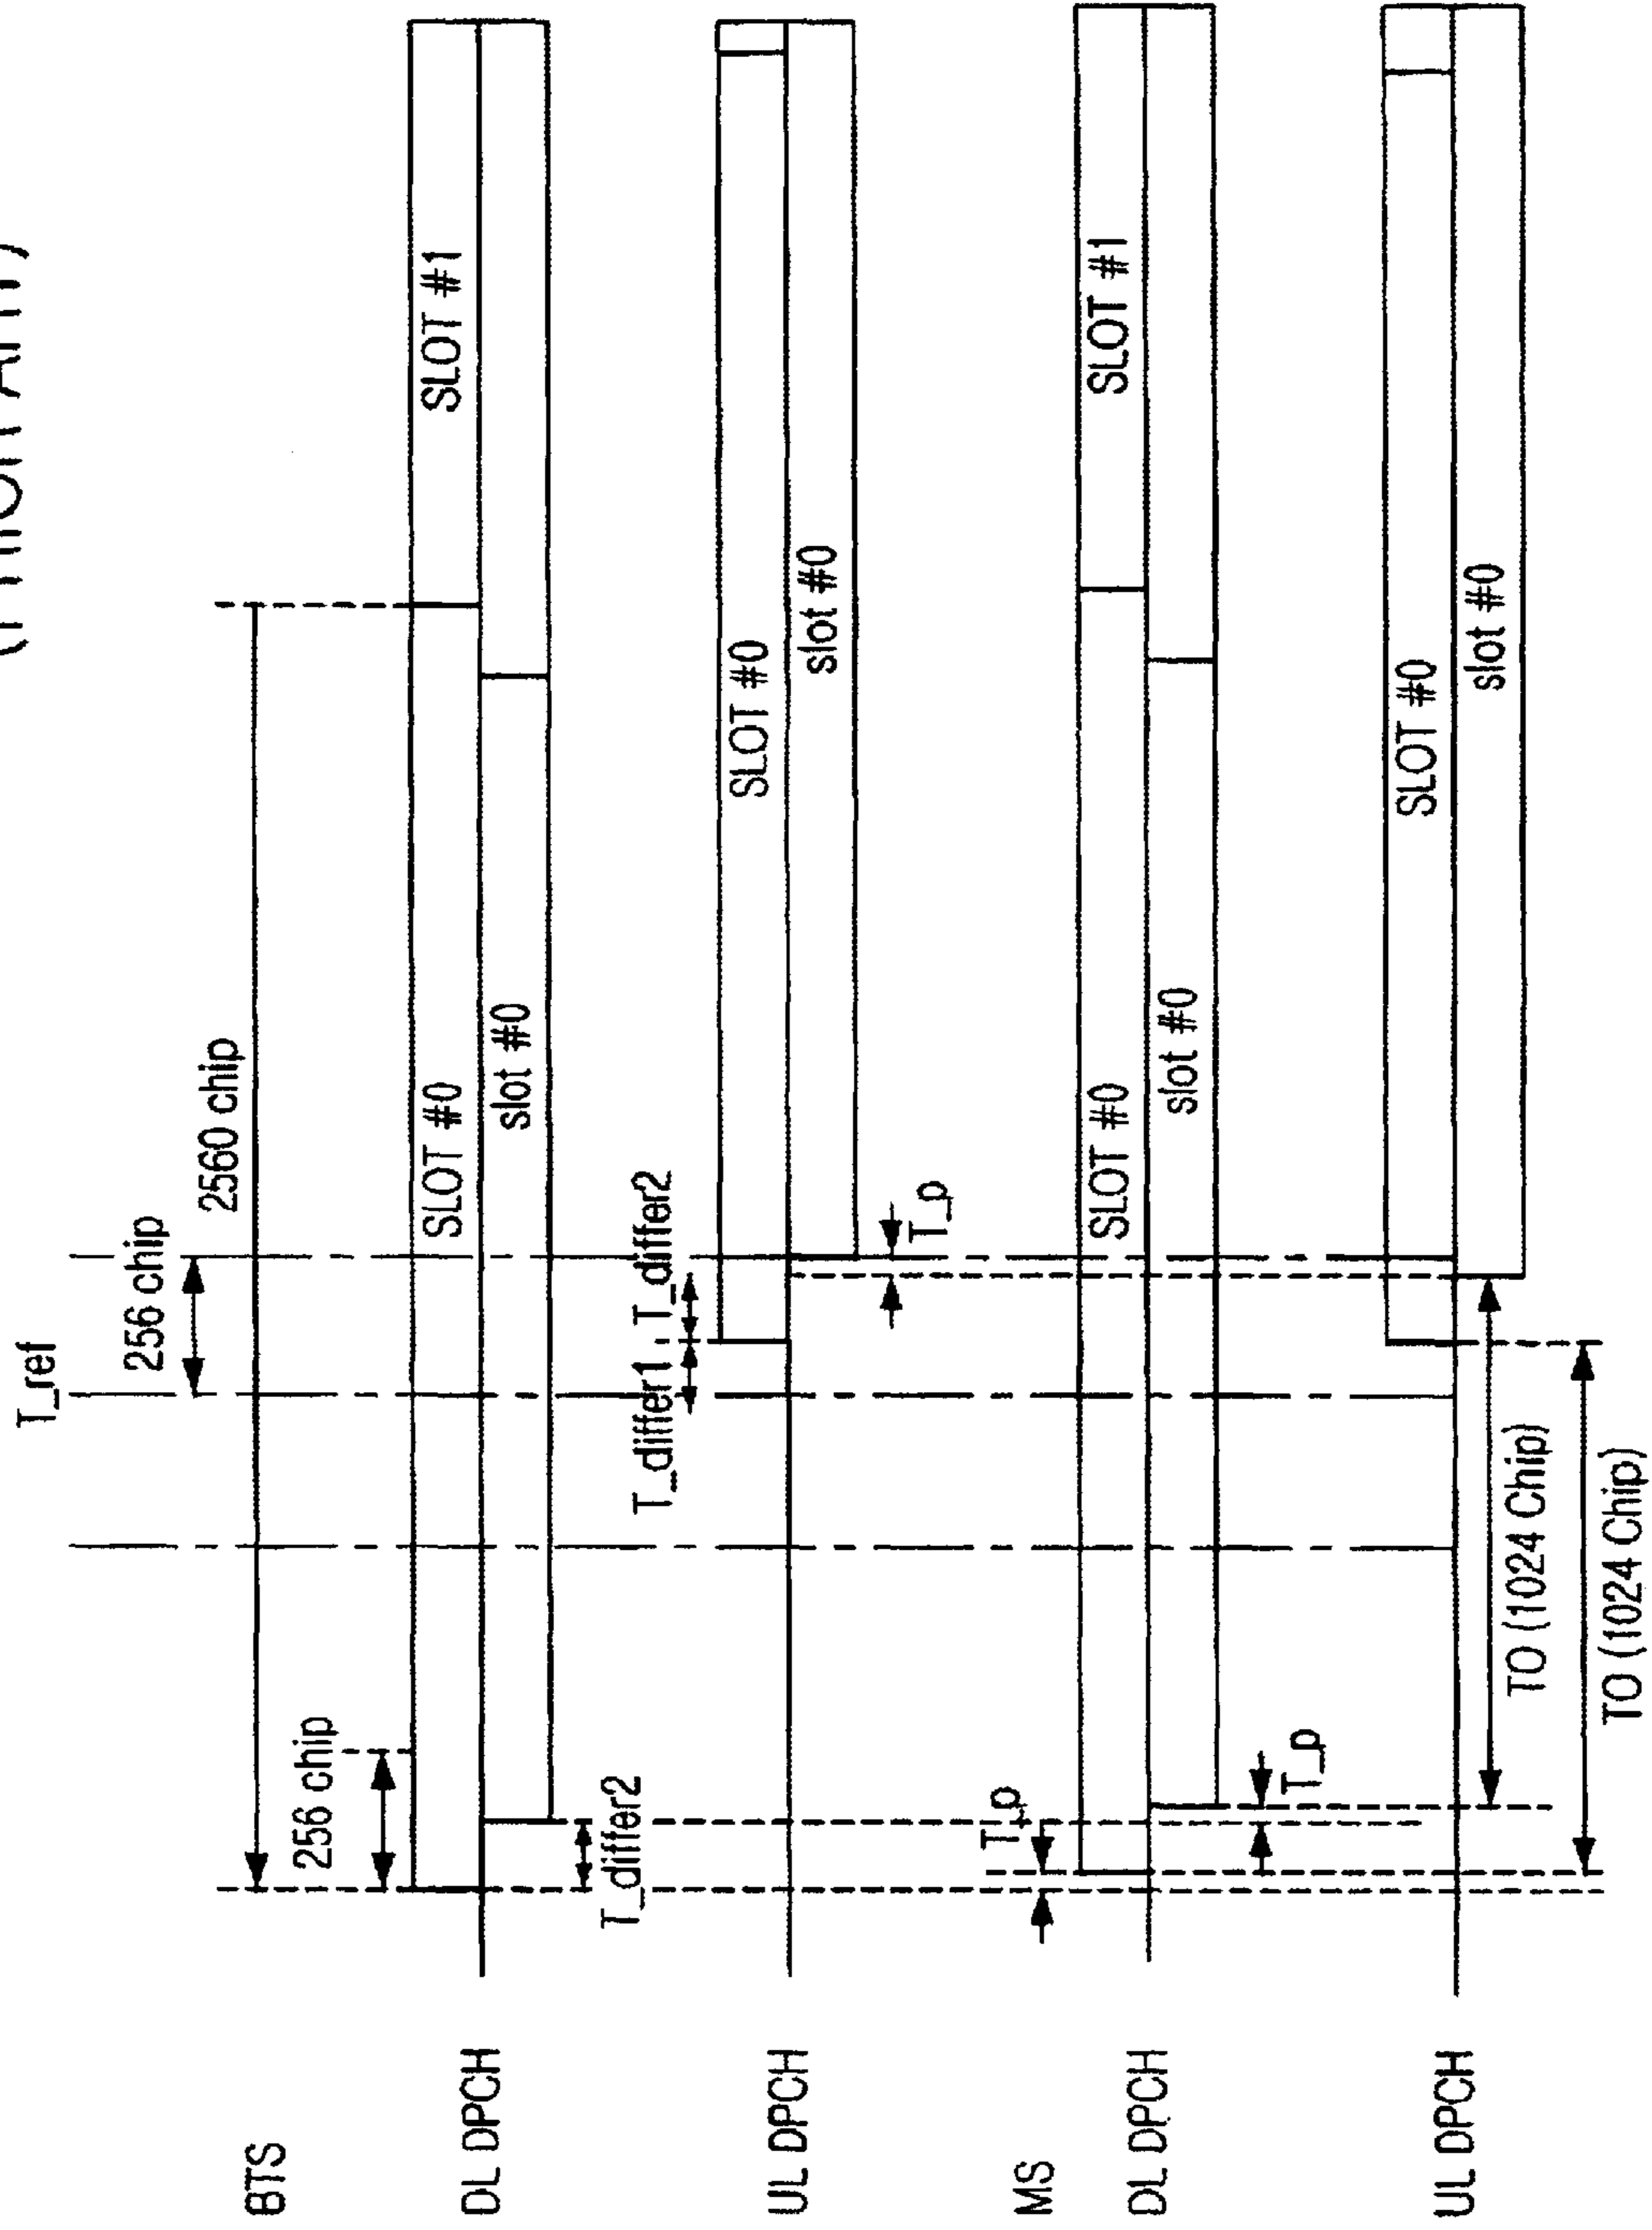 (PRIOR ART)
T_ref
256 chip
2560 chip
256 chip
BTS
DL DPCH
SLOT #0
SLOT #1
slot #0
T_differ2
T_differ1
T_differ2
UL DPCH
SLOT #0
slot #0
T_p
MS
T_p
DL DPCH
SLOT #0
SLOT #1
slot #0
T_p
UL DPCH
SLOT #0
slot #0
TO (1024 Chip)
TO (1024 Chip)